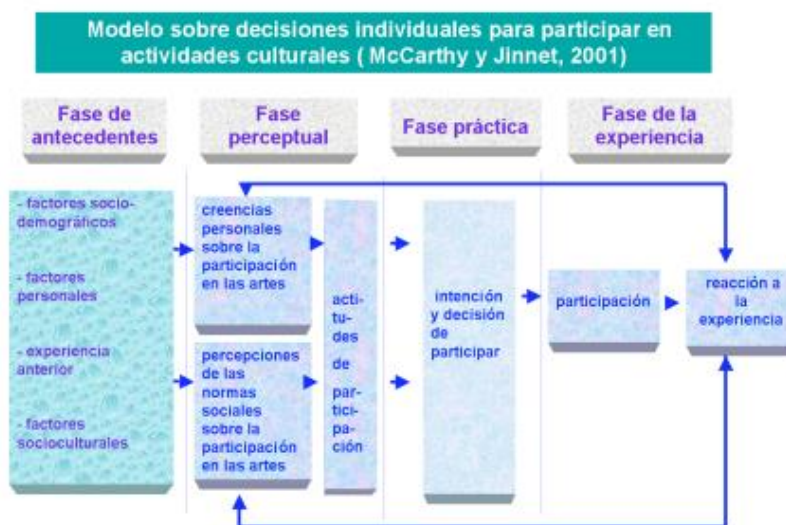 Modelo sobre decisiones individuales para participar en
actividades culturales ( McCarthy y Jinnet, 2001)
Fase de
antecedentes
Fase
perceptual
Fase práctica
Fase de la
experiencia
- factores socio-
demográficos
- factores
personales
- experiencia
anterior
- factores
socioculturales
creencias
personales
sobre la
participación
en las artes
percepciones
de las
normas
sociales
sobre la
participación
en las artes
acti-
tu-
des
de
par-
tici-
pa-
ción
intención
y decisión
de
participar
participación
reacción a
la
experiencia